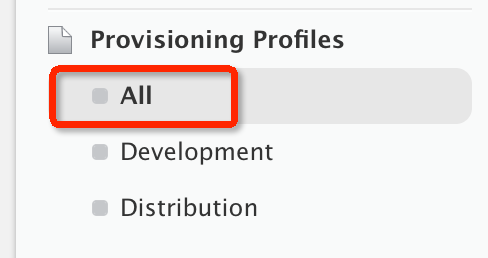 Provisioning Profiles
All
Development
Distribution